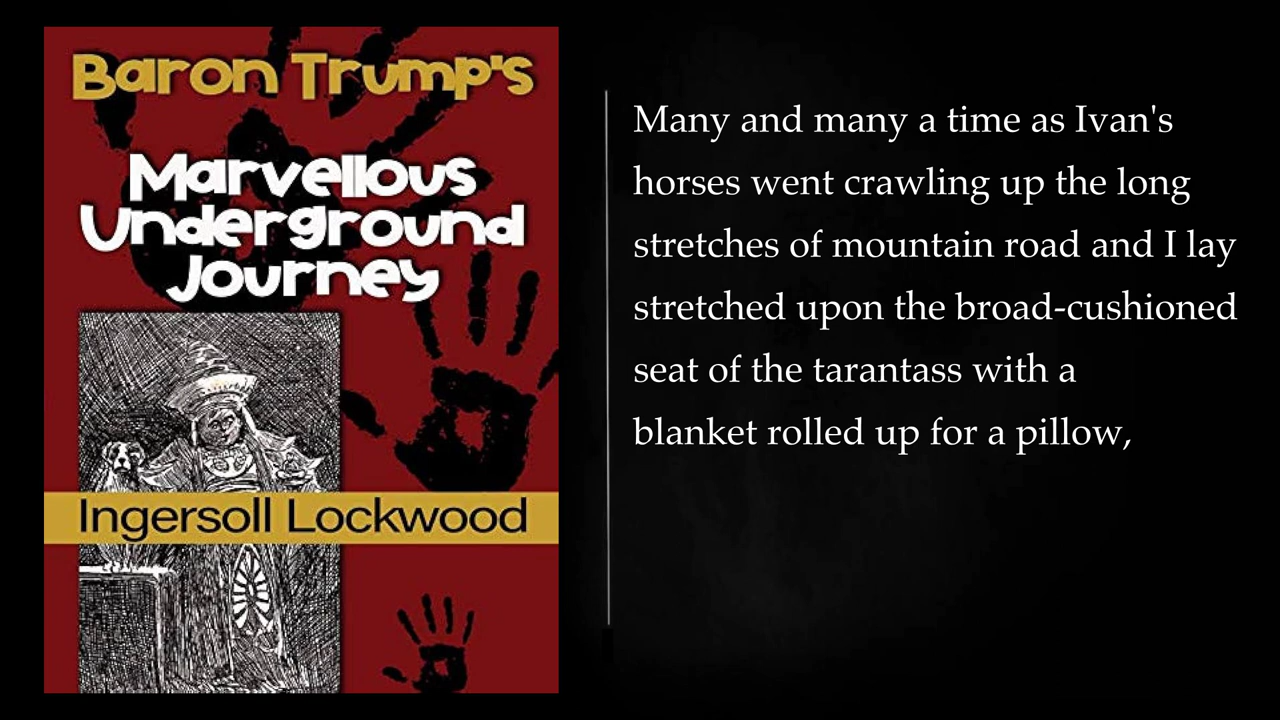 Baron Trump's
Marvellous
Underground
Journey
Ingersoll Lockwood
Many and many a time as Ivan's
horses went crawling up the long
stretches of mountain road and I lay
stretched upon the broad-cushioned
seat of the tarantass with a
blanket rolled up for a pillow,